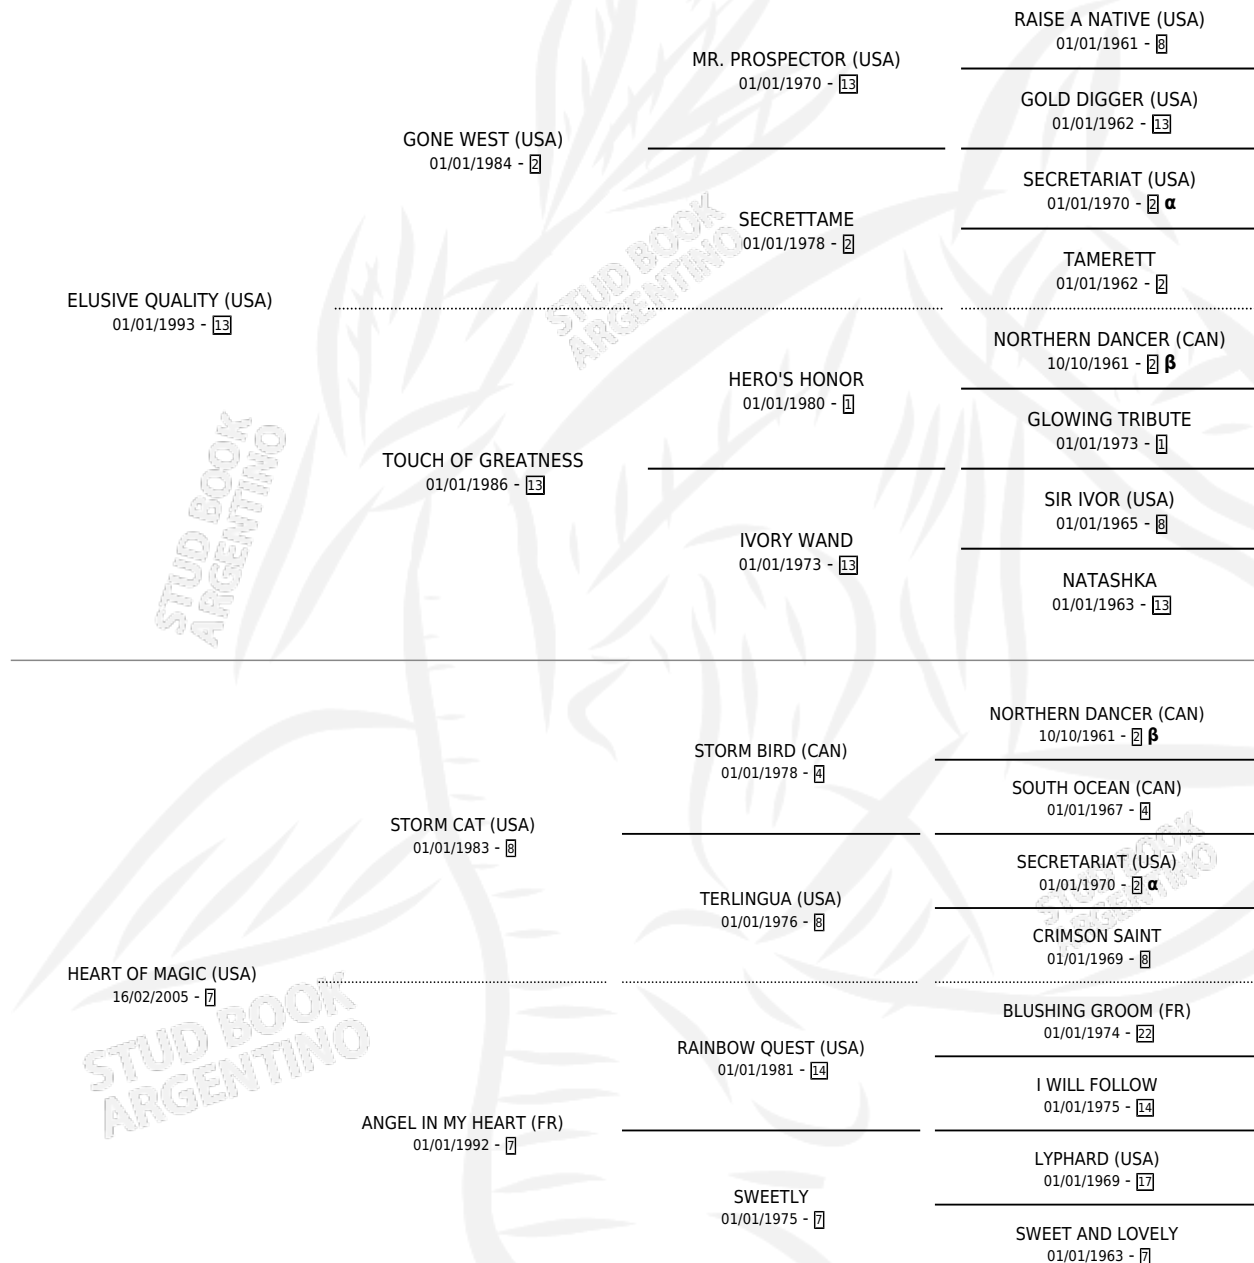 RAISE A NATIVE (USA)
01/01/1961 - 8
MR. PROSPECTOR (USA)
01/01/1970 - 13
GOLD DIGGER (USA)
01/01/1962 - 13
GONE WEST (USA)
01/01/1984 - 2
SECRETARIAT (USA)
01/01/1970 - 2 α
SECRETTAME
01/01/1978 - 2
TAMERETT
01/01/1962 - 2
ELUSIVE QUALITY (USA)
01/01/1993 - 13
NORTHERN DANCER (CAN)
10/10/1961 - 2 β
HERO'S HONOR
01/01/1980 - 1
GLOWING TRIBUTE
01/01/1973 - 1
TOUCH OF GREATNESS
01/01/1986 - 13
SIR IVOR (USA)
01/01/1965 - 8
IVORY WAND
01/01/1973 - 13
NATASHKA
01/01/1963 - 13
NORTHERN DANCER (CAN)
10/10/1961 - 2 β
STORM BIRD (CAN)
01/01/1978 - 4
SOUTH OCEAN (CAN)
01/01/1967 - 4
STORM CAT (USA)
01/01/1983 - 8
SECRETARIAT (USA)
01/01/1970 - 2 α
TERLINGUA (USA)
01/01/1976 - 8
CRIMSON SAINT
01/01/1969 - 8
HEART OF MAGIC (USA)
16/02/2005 - 7
BLUSHING GROOM (FR)
01/01/1974 - 22
RAINBOW QUEST (USA)
01/01/1981 - 14
I WILL FOLLOW
01/01/1975 - 14
ANGEL IN MY HEART (FR)
01/01/1992 - 7
LYPHARD (USA)
01/01/1969 - 17
SWEETLY
01/01/1975 - 7
SWEET AND LOVELY
01/01/1963 - 7
STUD BOOK
ARGENTINO
STUD BOOK
ARGENTINO
STUD BOOK
ARGENTINO
STUD BOOK
ARGENTINO